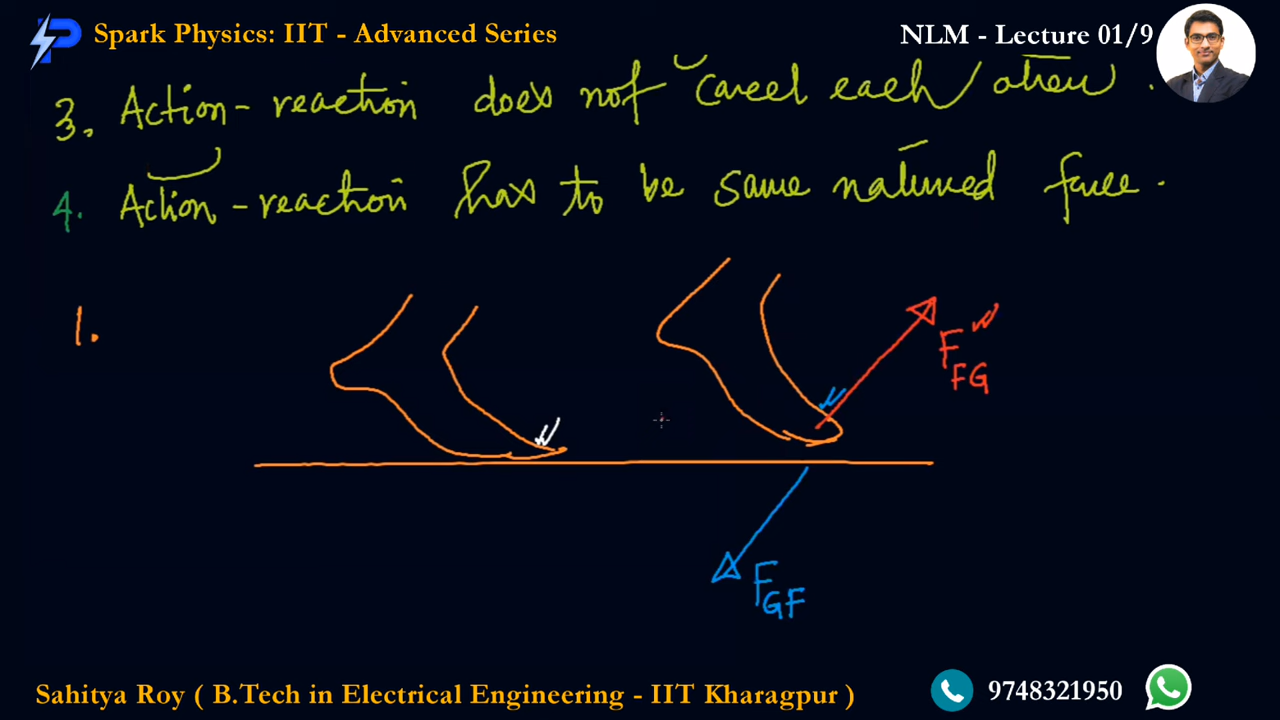 Spark Physics: IIT - Advanced Series
NLM - Lecture 01/9
3. Action-reaction does not cancel each other.
4. Action-reaction has to be same natured force.
1.
F_FG
F_GF
Sahitya Roy ( B.Tech in Electrical Engineering - IIT Kharagpur )
9748321950